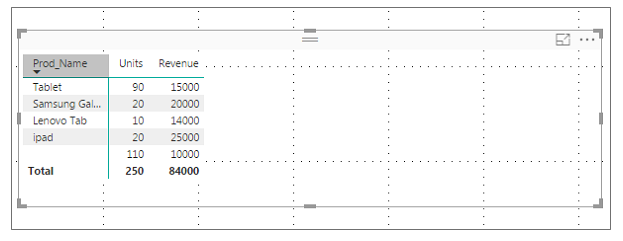 Prod_Name Units Revenue
Tablet 90 15000
Samsung Gal... 20 20000
Lenovo Tab 10 14000
ipad 20 25000
110 10000
Total 250 84000